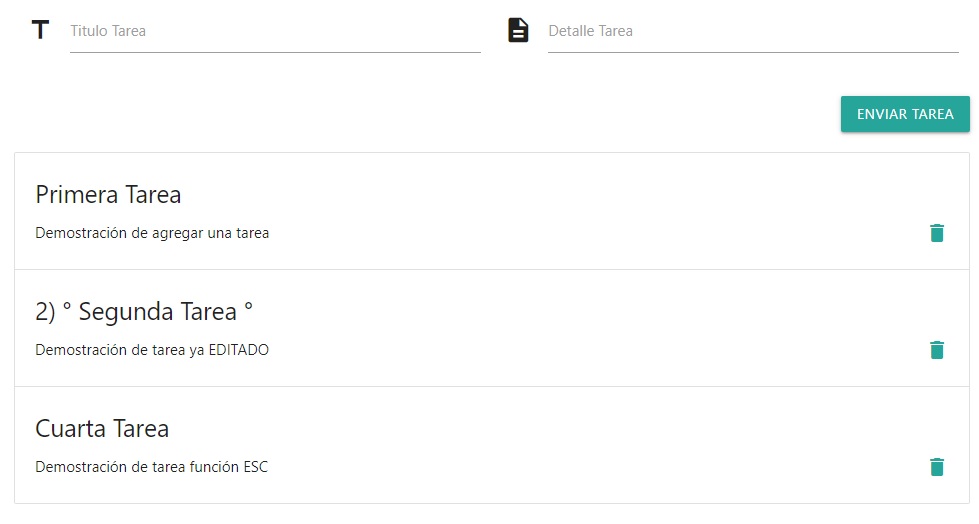 Titulo Tarea
Detalle Tarea
ENVIAR TAREA
Primera Tarea
Demostración de agregar una tarea
2) ° Segunda Tarea °
Demostración de tarea ya EDITADO
Cuarta Tarea
Demostración de tarea función ESC